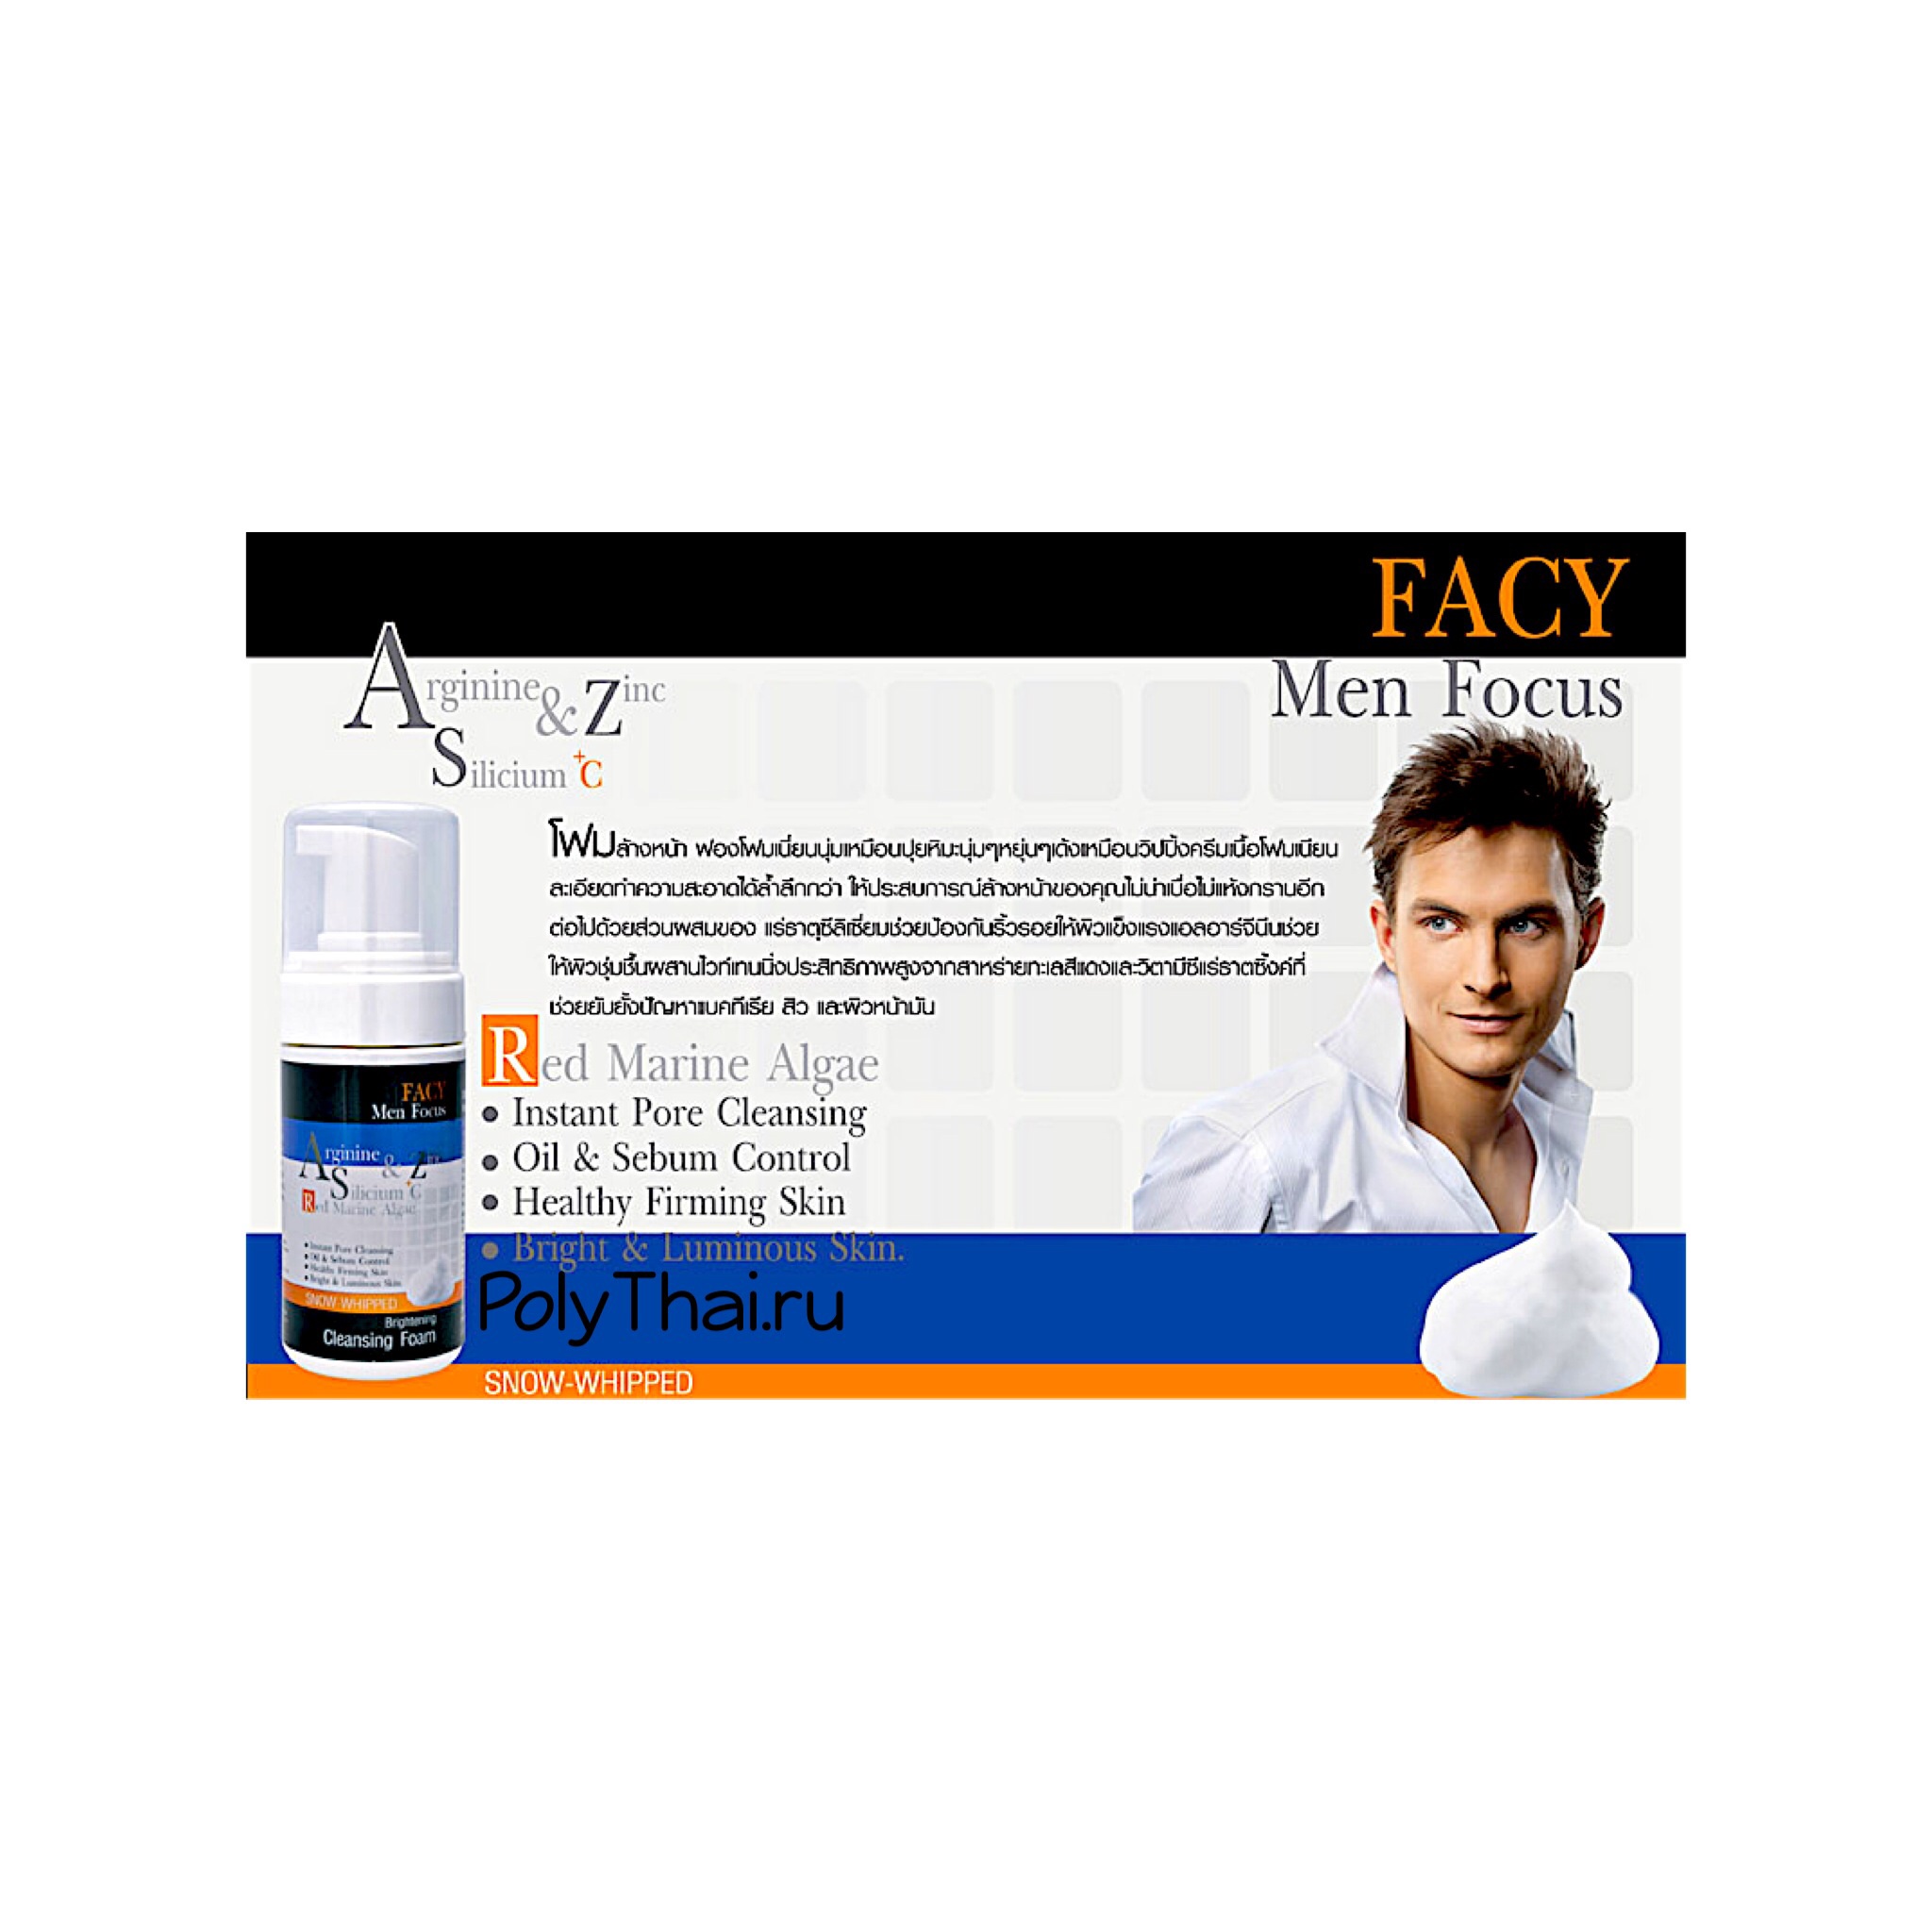 FACY
Men Focus
Arginine & Zinc
Silicium +C
โฟมล้างหน้า ฟองโฟมเนี่ยนนุ่มเหมือนปุยหิมะนุ่มๆหยุ่นๆเด้งเหมือนวิปปิ้งครีมเนื้อโฟมเนียน
ละเอียดทำความสะอาดได้ล้ำลึกกว่า ให้ประสบการณ์ล้างหน้าของคุณไม่น่าเบื่อไม่แห้งกรานอีก
ต่อไปด้วยส่วนผสมของ แร่ธาตุซิลิเซี่ยมช่วยป้องกันริ้วรอยให้ผิวแข็งแรงแอลอาร์จีนีนช่วย
ให้ผิวชุ่มชื้นผสานไวท์เทนนิ่งประสิทธิภาพสูงจากสาหร่ายทะเลสีแดงและวิตามีซีแร่ธาตซิ้งค์ที่
ช่วยยับยั้งปัญหาแบคทีเรีย สิว และผิวหน้ามัน
Red Marine Algae
• Instant Pore Cleansing
• Oil & Sebum Control
• Healthy Firming Skin
• Bright & Luminous Skin.
PolyThai.ru
SNOW-WHIPPED
FACY
Men Focus
Arginine & Zinc
Silicium +C
Red Marine Algae
• Instant Pore Cleansing
• Oil & Sebum Control
• Healthy Firming Skin
• Bright & Luminous Skin
SNOW WHIPPED
Brightening
Cleansing Foam